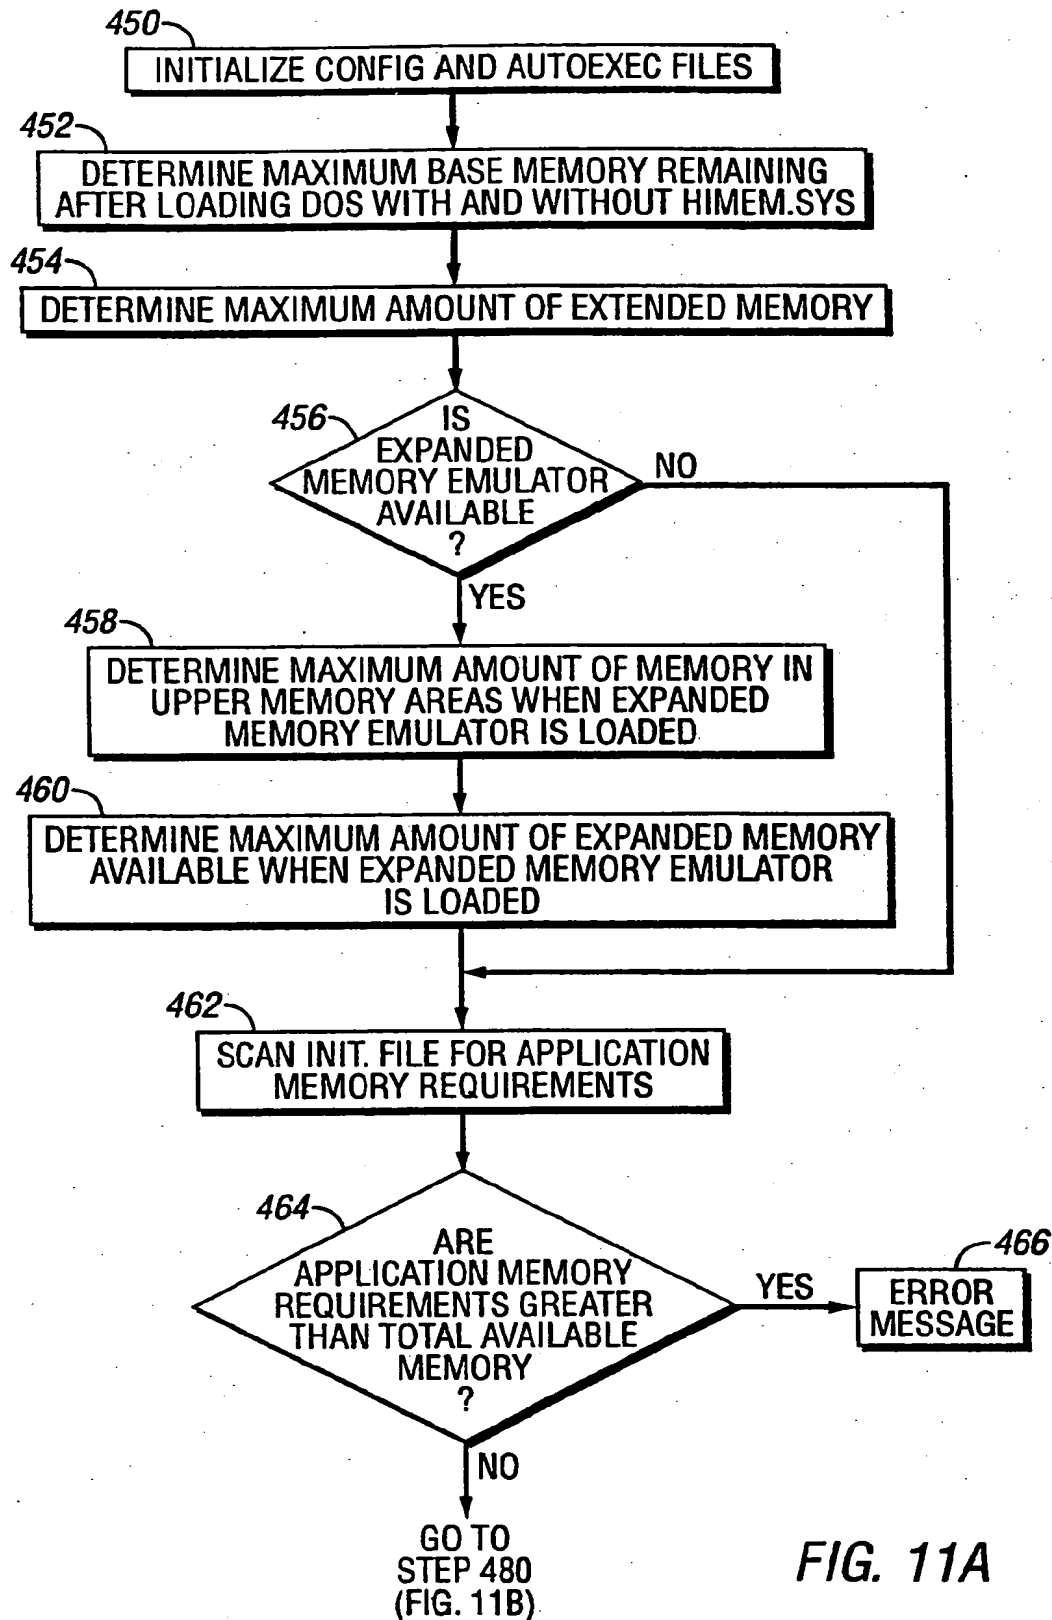 450
INITIALIZE CONFIG AND AUTOEXEC FILES
452
DETERMINE MAXIMUM BASE MEMORY REMAINING
AFTER LOADING DOS WITH AND WITHOUT HIMEM.SYS
454
DETERMINE MAXIMUM AMOUNT OF EXTENDED MEMORY
456
IS
EXPANDED
MEMORY EMULATOR
AVAILABLE
?
NO
YES
458
DETERMINE MAXIMUM AMOUNT OF MEMORY IN
UPPER MEMORY AREAS WHEN EXPANDED
MEMORY EMULATOR IS LOADED
460
DETERMINE MAXIMUM AMOUNT OF EXPANDED MEMORY
AVAILABLE WHEN EXPANDED MEMORY EMULATOR
IS LOADED
462
SCAN INIT. FILE FOR APPLICATION
MEMORY REQUIREMENTS
464
ARE
APPLICATION MEMORY
REQUIREMENTS GREATER
THAN TOTAL AVAILABLE
MEMORY
?
YES
466
ERROR
MESSAGE
NO
GO TO
STEP 480
(FIG. 11B)
FIG. 11A